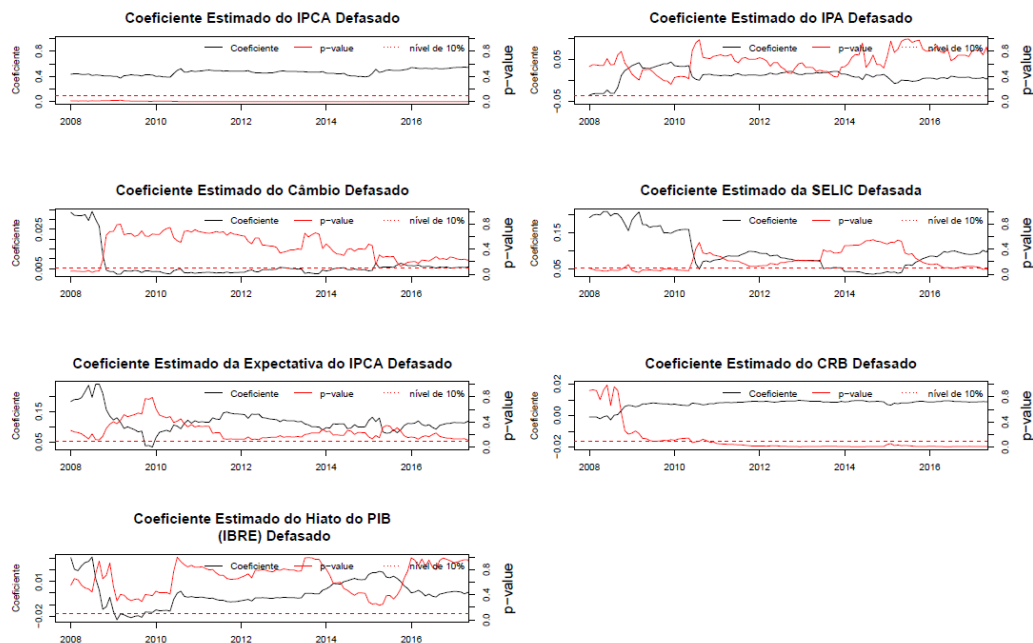 Coeficiente Estimado do IPCA Defasado
Coeficiente
0.0 0.4 0.8
Coeficiente p-value nível de 10%
0.0 0.4 0.8
p-value
2008 2010 2012 2014 2016
Coeficiente Estimado do IPA Defasado
Coeficiente
-0.05 0.05
Coeficiente p-value nível de 10%
0.0 0.4 0.8
p-value
2008 2010 2012 2014 2016
Coeficiente Estimado do Câmbio Defasado
Coeficiente
0.005 0.025
Coeficiente p-value nível de 10%
0.0 0.4 0.8
p-value
2008 2010 2012 2014 2016
Coeficiente Estimado da SELIC Defasada
Coeficiente
0.05 0.15
Coeficiente p-value nível de 10%
0.0 0.4 0.8
p-value
2008 2010 2012 2014 2016
Coeficiente Estimado da Expectativa do IPCA Defasado
Coeficiente
0.05 0.15
Coeficiente p-value nível de 10%
0.0 0.4 0.8
p-value
2008 2010 2012 2014 2016
Coeficiente Estimado do CRB Defasado
Coeficiente
-0.02 0.00 0.02
Coeficiente p-value nível de 10%
0.0 0.4 0.8
p-value
2008 2010 2012 2014 2016
Coeficiente Estimado do Hiato do PIB
(IBRE) Defasado
Coeficiente
-0.02 0.01
Coeficiente p-value nível de 10%
0.0 0.4 0.8
p-value
2008 2010 2012 2014 2016